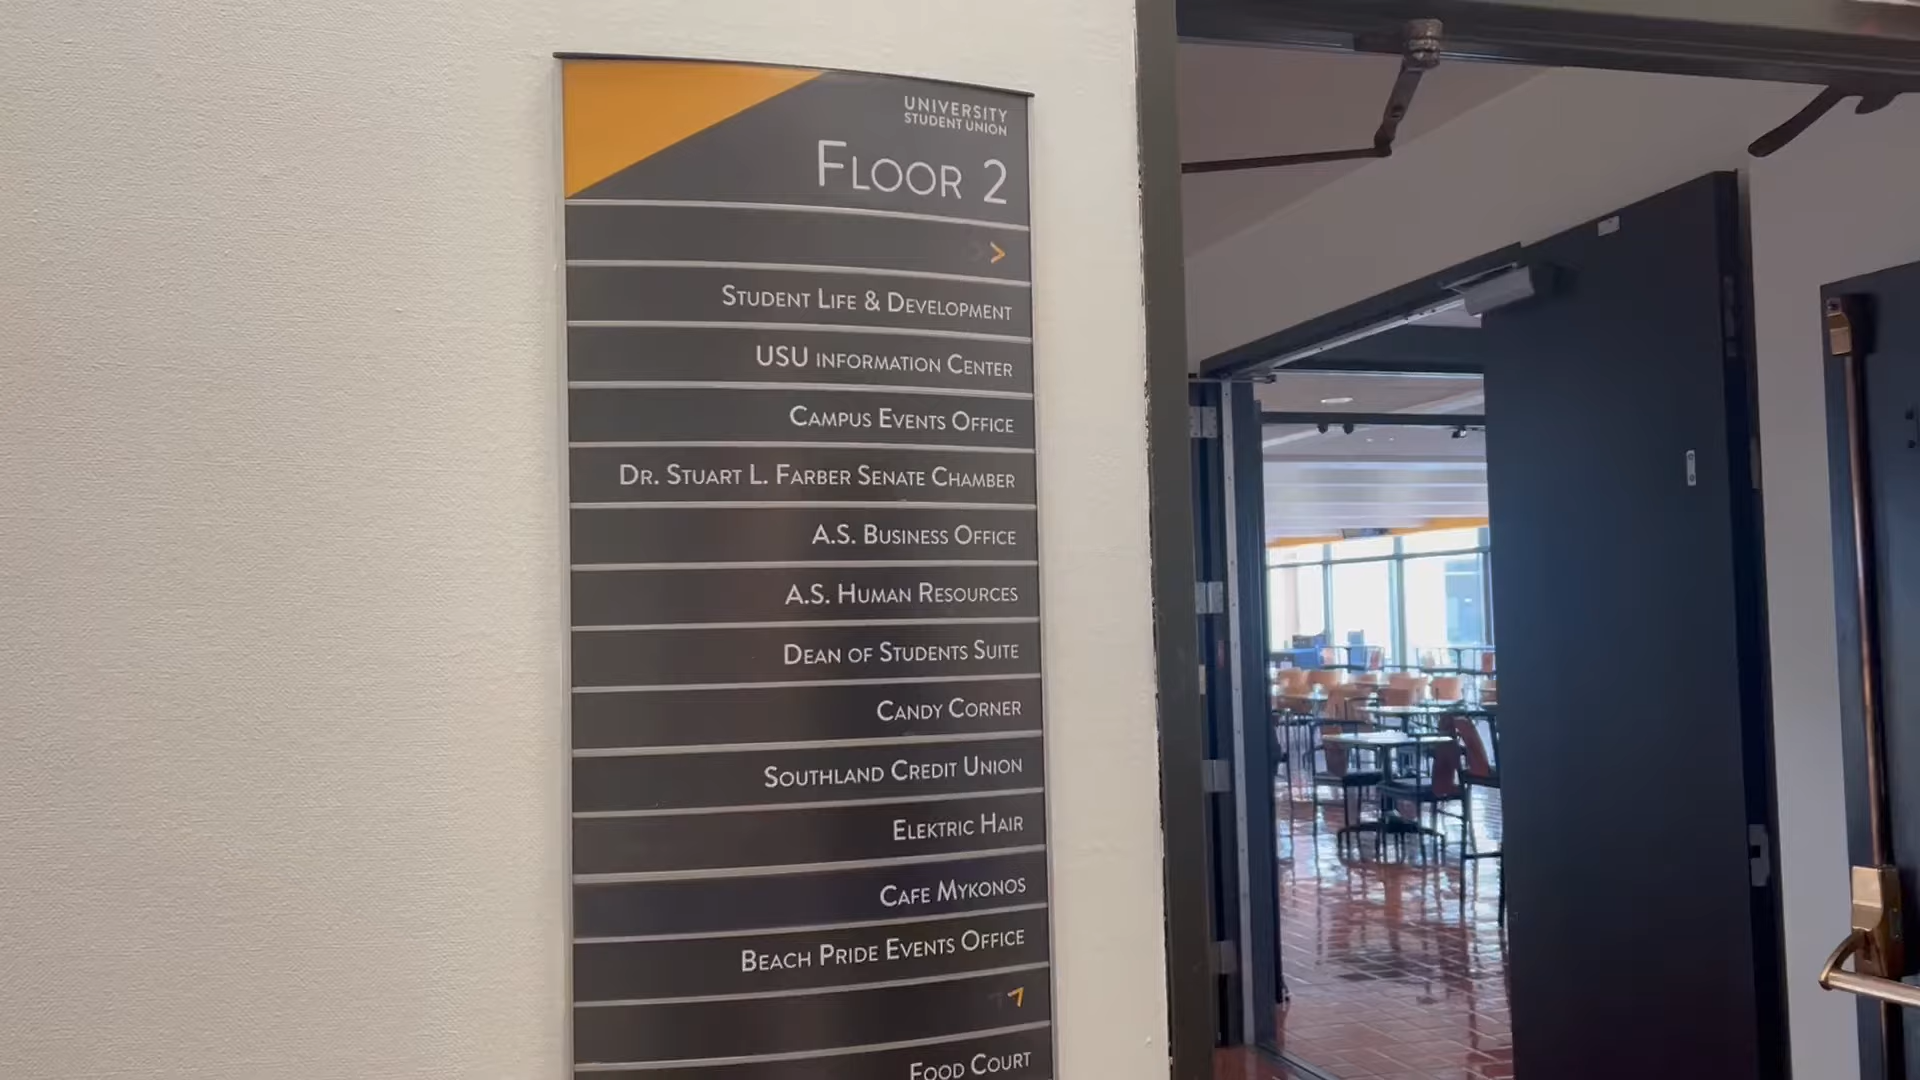 UNIVERSITY
STUDENT UNION
FLOOR 2
>
STUDENT LIFE & DEVELOPMENT
USU INFORMATION CENTER
CAMPUS EVENTS OFFICE
DR. STUART L. FARBER SENATE CHAMBER
A.S. BUSINESS OFFICE
A.S. HUMAN RESOURCES
DEAN OF STUDENTS SUITE
CANDY CORNER
SOUTHLAND CREDIT UNION
ELEKTRIC HAIR
CAFE MYKONOS
BEACH PRIDE EVENTS OFFICE
FOOD COURT